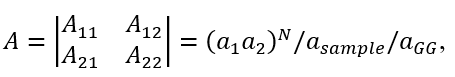 A = |A₁₁ A₁₂ A₂₁ A₂₂| = (a₁a₂)ᴺ/a_sample/a_GG,